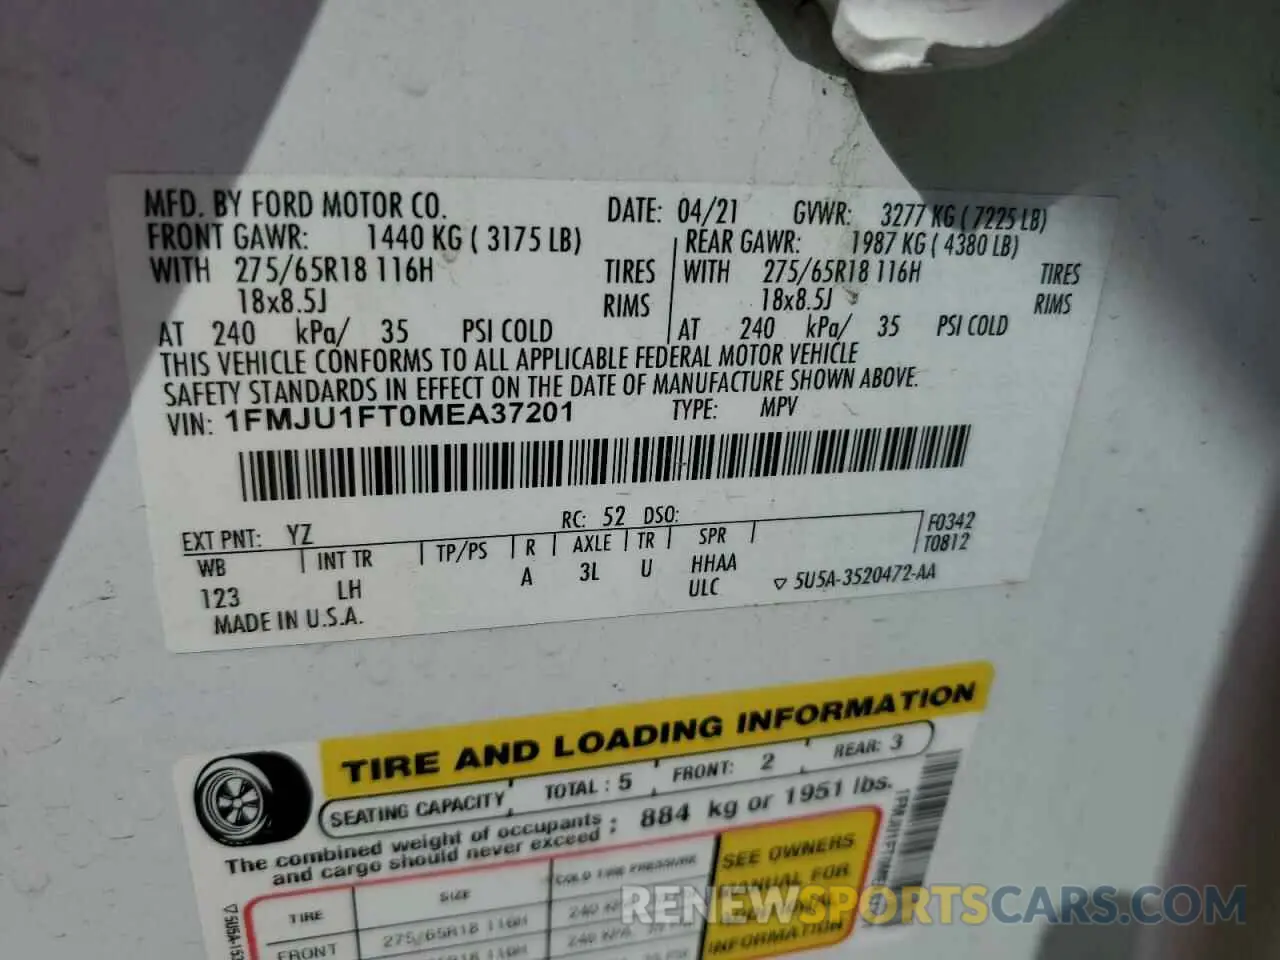 MFD. BY FORD MOTOR CO. DATE: 04/21 GVWR: 3277 KG ( 7225 LB)
FRONT GAWR: 1440 KG ( 3175 LB) REAR GAWR: 1987 KG ( 4380 LB)
WITH 275/65R18 116H TIRES WITH 275/65R18 116H TIRES
18x8.5J RIMS 18x8.5J RIMS
AT 240 kPa/ 35 PSI COLD AT 240 kPa/ 35 PSI COLD
THIS VEHICLE CONFORMS TO ALL APPLICABLE FEDERAL MOTOR VEHICLE
SAFETY STANDARDS IN EFFECT ON THE DATE OF MANUFACTURE SHOWN ABOVE.
VIN: 1FMJU1FT0MEA37201 TYPE: MPV
EXT PNT: YZ RC: 52 DSO: F0342
WB INT TR TP/PS R AXLE TR SPR T0812
123 LH A 3L U HHAA
ULC ▽ 5U5A-3520472-AA
MADE IN U.S.A.
TIRE AND LOADING INFORMATION
SEATING CAPACITY TOTAL : 5 FRONT: 2 REAR: 3
The combined weight of occupants and cargo should never exceed : 884 kg or 1951 lbs.
TIRE SIZE COLD TIRE PRESSURE SEE OWNERS
MANUAL FOR
FRONT 275/65R18 116H 240
INFORMATION
RENEWSPORTSCARS.COM